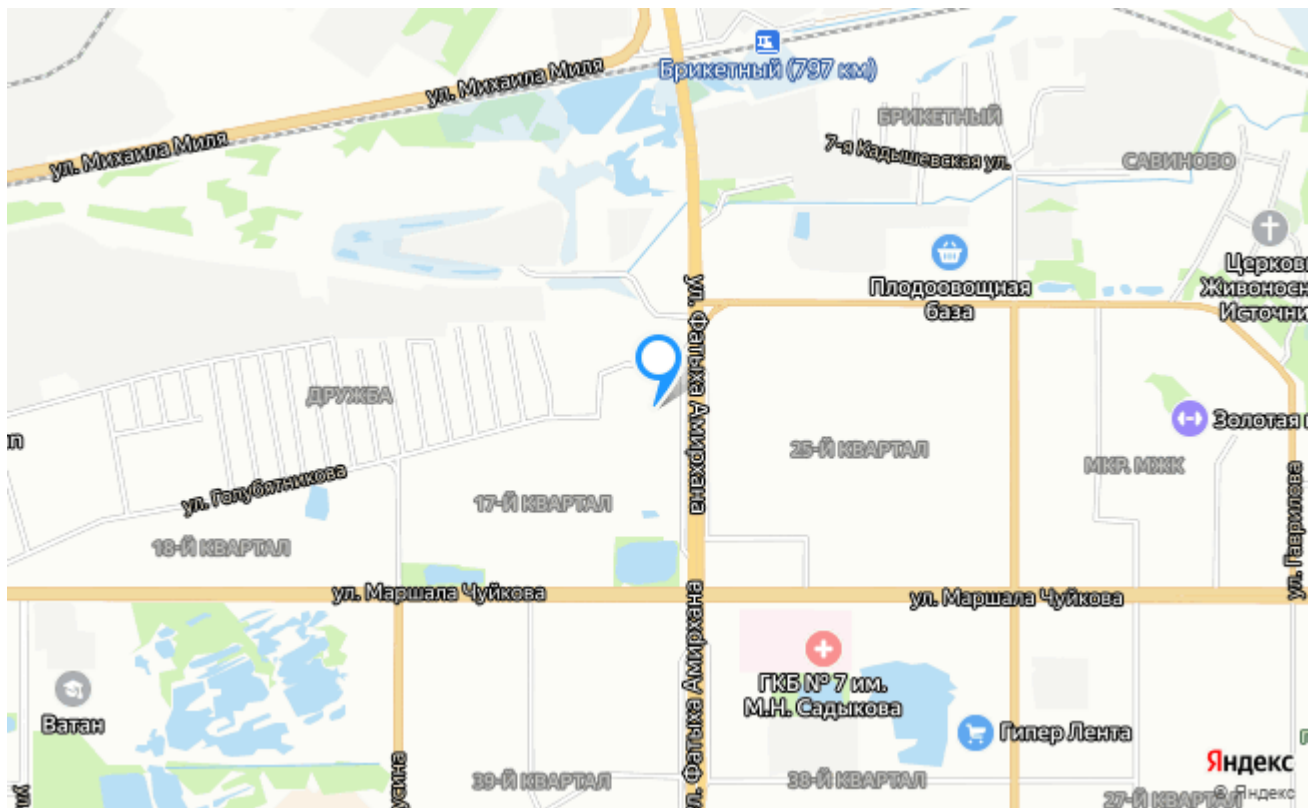 ул. Михаила Миля
Брикетный (797 км)
ул. Михаила Миля
БРИКЕТНЫЙ
7-я Кадышевская ул.
САВИНОВО
Плодоовощная
база
Церковь
Живоносн
Источни
ул. Фатыха Амирхана
ДРУЖБА
Золотая
25-Й КВАРТАЛ
МКР. МЖК
ул. Голубятникова
17-Й КВАРТАЛ
18-Й КВАРТАЛ
ул. Гаврилова
ул. Маршала Чуйкова
ул. Маршала Чуйкова
ул. Фатыха Амирхана
ГКБ № 7 им.
М.Н. Садыкова
Ватан
Гипер Лента
усина
39-Й КВАРТАЛ
38-Й КВАРТАЛ
27-Й КВАРТАЛ
Яндекс
© Яндекс
ул